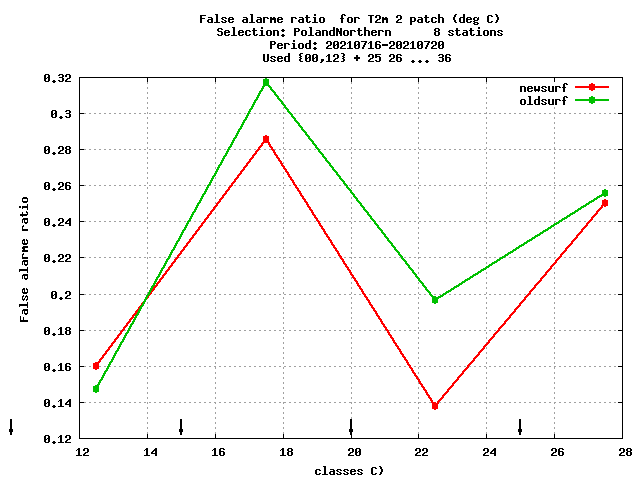 False alarme ratio  for T2m 2 patch (deg C)
Selection: PolandNorthern      8 stations
Period: 20210716-20210720
Used {00,12} + 25 26 ... 36
newsurf
oldsurf
False alarme ratio
0.32
0.3
0.28
0.26
0.24
0.22
0.2
0.18
0.16
0.14
0.12
12 14 16 18 20 22 24 26 28
classes C)